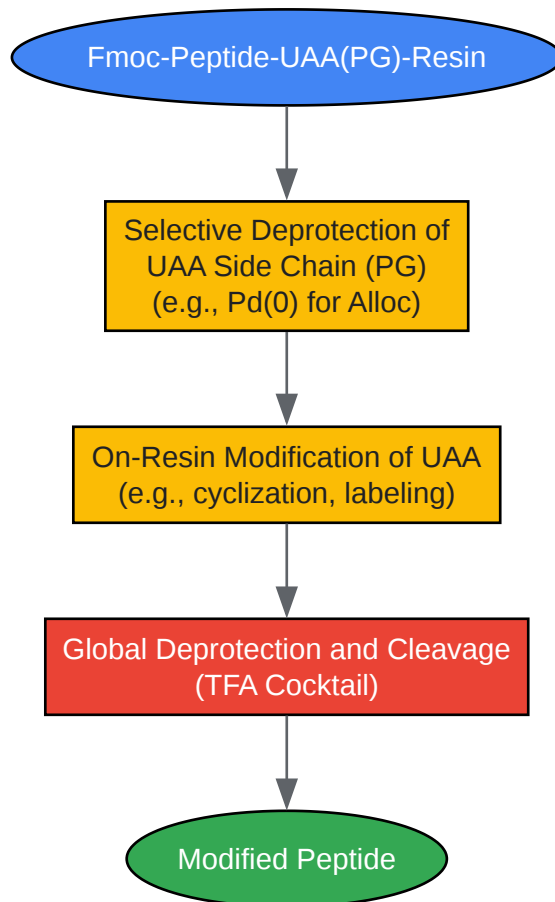 Fmoc-Peptide-UAA(PG)-Resin
Selective Deprotection of
UAA Side Chain (PG)
(e.g., Pd(0) for Alloc)
On-Resin Modification of UAA
(e.g., cyclization, labeling)
Global Deprotection and Cleavage
(TFA Cocktail)
Modified Peptide